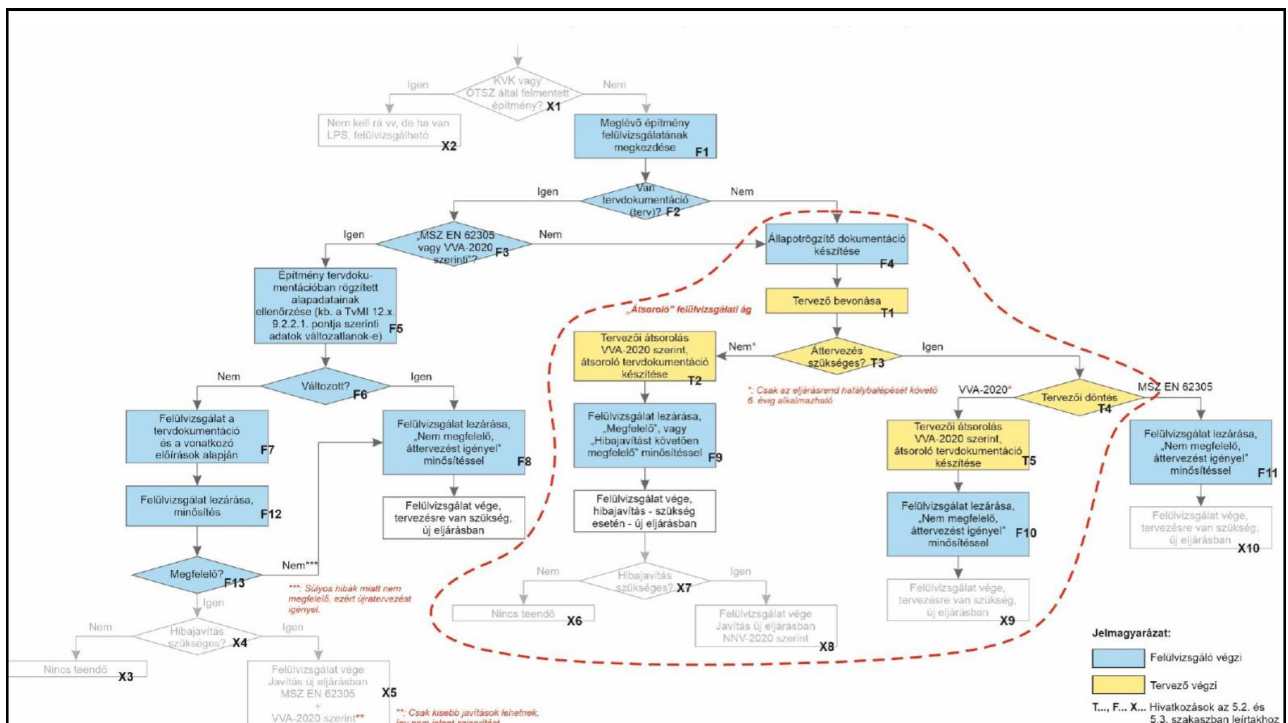 Igen
KVK vagy
OTSZ által felmentett
építmény?
X1
Nem
Nem kell rá vv, de ha van
LPS, felülvizsgálható
X2
Meglévő építmény
felülvizsgálatának
megkezdése
F1
Igen
Van
tervdokumentáció
(terv)?
F2
Nem
Igen
„MSZ EN 62305
vagy VVA-2020
szerinti"?
F3
Nem
Állapotrögzítő dokumentáció
készítése
F4
Építmény tervdoku-
mentációban rögzített
alapadatainak
ellenőrzése (kb. a TvMI 12.x.
9.2.2.1. pontja szerinti
adatok változatlanok-e)
F5
„Átsoroló" felülvizsgálati ág
Tervező bevonása
T1
Nem*
Áttervezés
szükséges?
T3
Igen
Tervezői átsorolás
VVA-2020 szerint,
átsoroló tervdokumentáció
készítése
T2
*: Csak az eljárásrend hatálybalépését követő
6. évig alkalmazható
Nem
Változott?
F6
Igen
VVA-2020*
Tervezői döntés
T4
MSZ EN 62305
Felülvizsgálat a
tervdokumentáció
és a vonatkozó
előírások alapján
F7
Felülvizsgálat lezárása,
„Nem megfelelő,
áttervezést igényel"
minősítéssel
F8
Felülvizsgálat lezárása,
„Megfelelő", vagy
„Hibajavítást követően
megfelelő" minősítéssel
F9
Tervezői átsorolás
VVA-2020 szerint,
átsoroló tervdokumentáció
készítése
T5
Felülvizsgálat lezárása,
„Nem megfelelő,
áttervezést igényel"
minősítéssel
F11
Felülvizsgálat lezárása,
minősítés
F12
Felülvizsgálat vége,
tervezésre van szükség,
új eljárásban
Felülvizsgálat vége,
hibajavítás - szükség
esetén - új eljárásban
Felülvizsgálat lezárása,
„Nem megfelelő,
áttervezést igényel"
minősítéssel
F10
Felülvizsgálat vége,
tervezésre van szükség,
új eljárásban
X10
Megfelelő?
F13
Nem***
***: Súlyos hibák miatt nem
megfelelő, ezért újratervezést
igényel.
Igen
Nem
Hibajavítás
szükséges?
X7
Igen
Nincs teendő
X6
Felülvizsgálat vége
Javítás új eljárásban
NNV-2020 szerint
X8
Felülvizsgálat vége,
tervezésre van szükség,
új eljárásban
X9
Nem
Hibajavítás
szükséges?
X4
Igen
Nincs teendő
X3
Felülvizsgálat vége
Javítás új eljárásban
MSZ EN 62305
+
VVA-2020 szerint**
X5
**: Csak kisebb javítások lehetnek,
Jelmagyarázat:
Felülvizsgáló végzi
Tervező végzi
T..., F... X... Hivatkozások az 5.2. és
5.3. szakaszban leírtakhoz